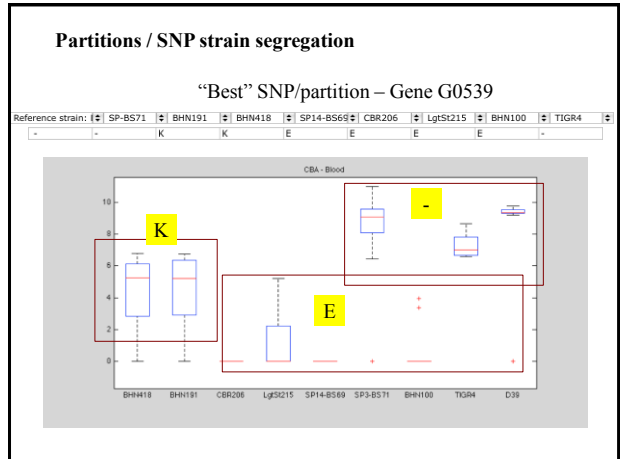 Partitions / SNP strain segregation
“Best” SNP/partition – Gene G0539
Reference strain: SP-BS71 BHN191 BHN418 SP14-BS69 CBR206 LgtSt215 BHN100 TIGR4
- - K K E E E E -
CBA - Blood
10
8
6
4
2
0
K
-
E
BHN418 BHN191 CBR206 LgtSt215 SP14-BS69 SP3-BS71 BHN100 TIGR4 D39